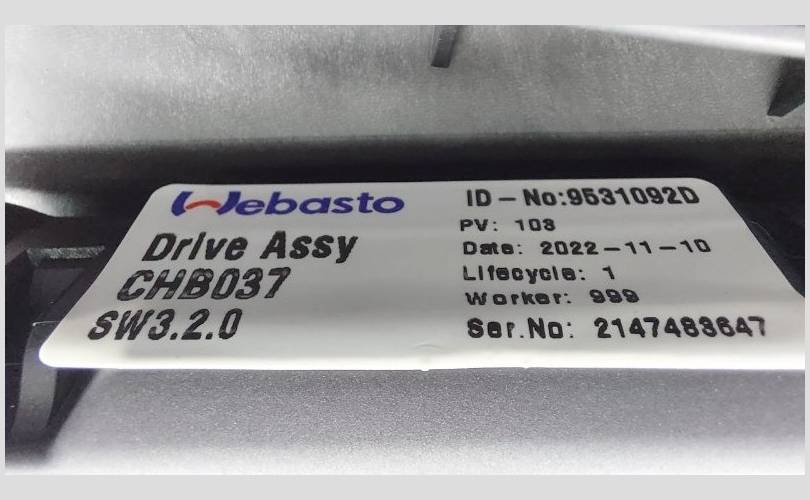 Webasto
Drive Assy
CHB037
SW3.2.0
ID-No:9531092D
PV: 103
Date: 2022-11-10
Lifecycle: 1
Worker: 999
Ser.No: 2147483647